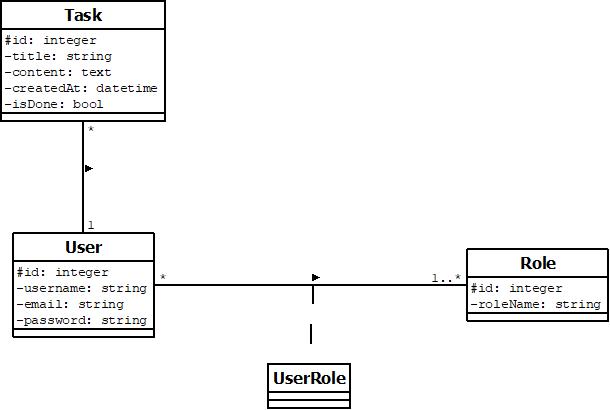 Task
#id: integer
-title: string
-content: text
-createdAt: datetime
-isDone: bool
*
1
User
#id: integer
-username: string
-email: string
-password: string
*
1..*
Role
#id: integer
-roleName: string
UserRole